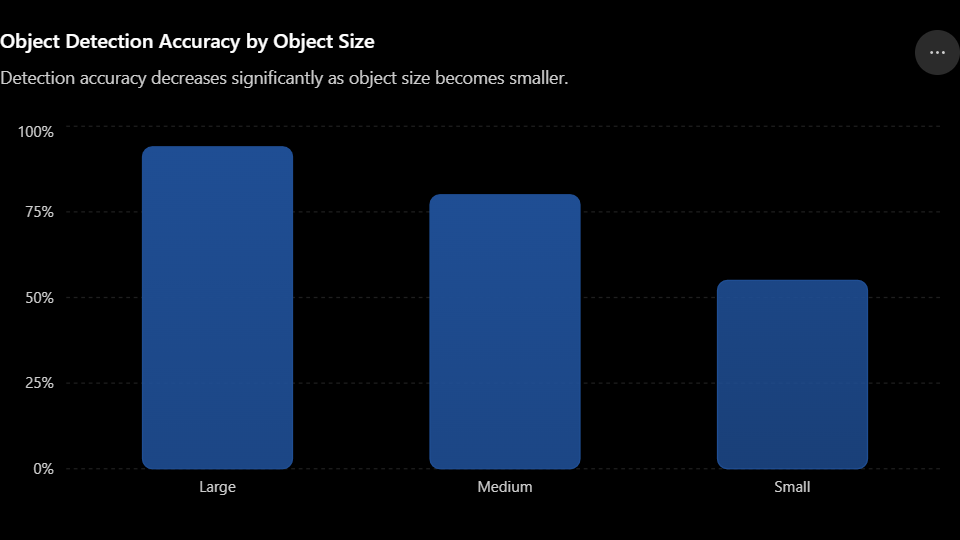 Object Detection Accuracy by Object Size
Detection accuracy decreases significantly as object size becomes smaller.
100%
75%
50%
25%
0%
Large Medium Small